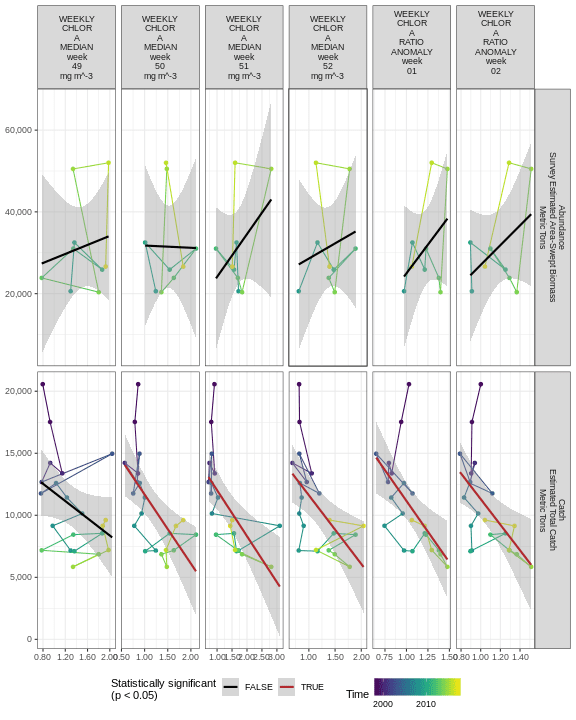 WEEKLY
CHLOR
A
MEDIAN
week
49
mg m^-3
WEEKLY
CHLOR
A
MEDIAN
week
50
mg m^-3
WEEKLY
CHLOR
A
MEDIAN
week
51
mg m^-3
WEEKLY
CHLOR
A
MEDIAN
week
52
mg m^-3
WEEKLY
CHLOR
A
RATIO
ANOMALY
week
01
WEEKLY
CHLOR
A
RATIO
ANOMALY
week
02
60,000
40,000
20,000
Abundance
Survey Estimated Area-Swept Biomass
Metric Tons
20,000
15,000
10,000
5,000
0
Catch
Estimated Total Catch
Metric Tons
0.80 1.20 1.60 2.00
0.50 1.00 1.50 2.00
1.00 1.50 2.00 2.50 3.00
1.00 1.50 2.00
0.75 1.00 1.25 1.50
0.80 1.00 1.20 1.40
Statistically significant
(p < 0.05)
FALSE TRUE
Time
2000 2010